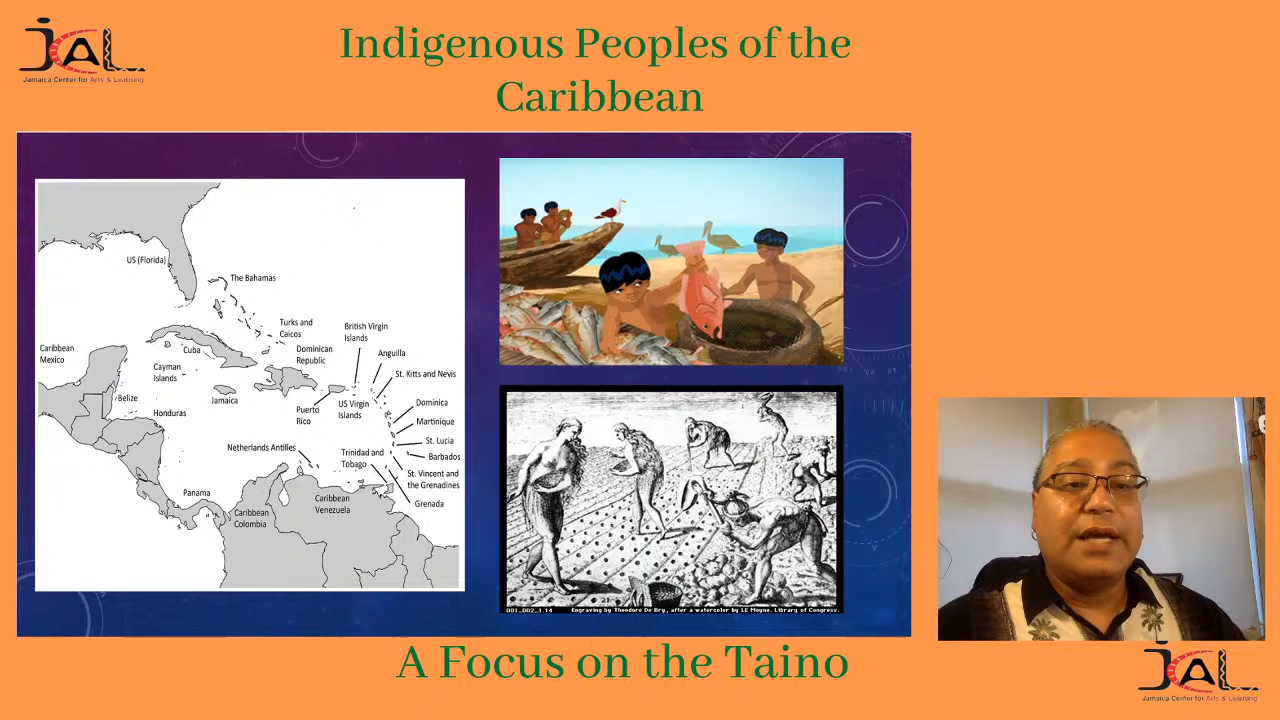 JCAL
Jamaica Center for Arts & Learning
Indigenous Peoples of the
Caribbean
US (Florida)
The Bahamas
Turks and
Caicos
British Virgin
Islands
Caribbean
Mexico
Cuba
Dominican
Republic
Anguilla
Cayman
Islands
St. Kitts and Nevis
Belize
Jamaica
Honduras
Puerto
Rico
US Virgin
Islands
Dominica
Martinique
St. Lucia
Netherlands Antilles
Trinidad and
Tobago
Barbados
St. Vincent and
the Grenadines
Panama
Caribbean
Venezuela
Grenada
Caribbean
Colombia
001_002_1.14 Engraving by Theodore De Bry, after a watercolor by LE Moyne. Library of Congress.
A Focus on the Taino
JCAL
Jamaica Center for Arts & Learning